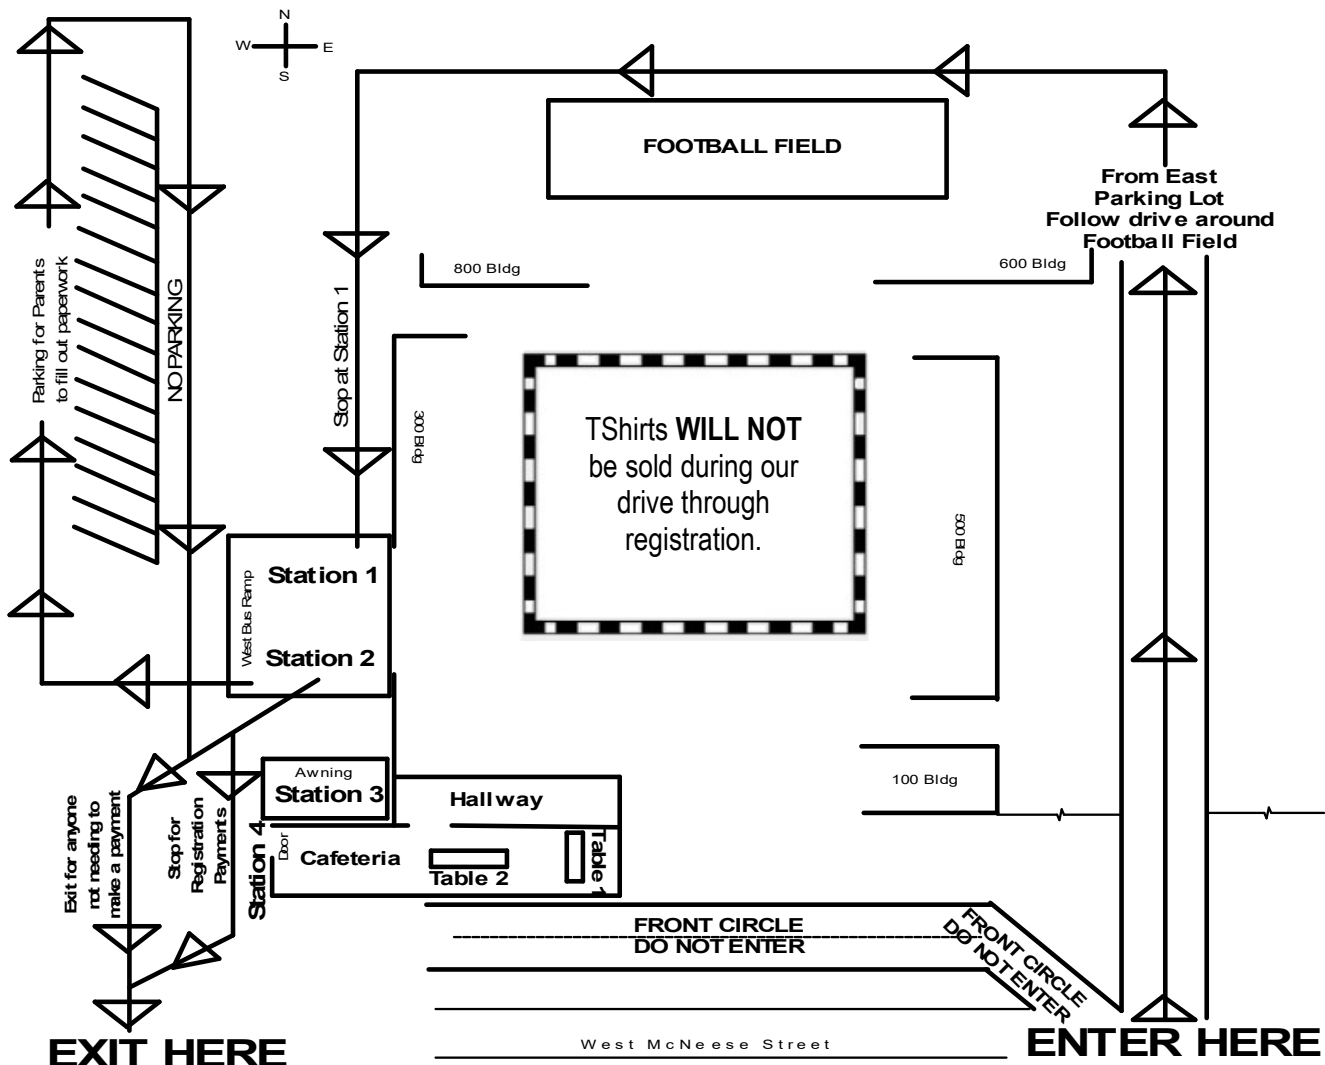 N
W E
S
FOOTBALL FIELD
From East
Parking Lot
Follow drive around
Football Field
800 Bldg
600 Bldg
Parking for Parents
to fill out paperwork
NO PARKING
Stop at Station 1
300 Bldg
TShirts WILL NOT
be sold during our
drive through
registration.
500 Bldg
West Bus Ramp
Station 1
Station 2
Awning
Station 3
Hallway
100 Bldg
Exit for anyone
not needing to
make a payment
Stop for
Registration
Payments
Station 4
Door
Cafeteria
Table 2
Table 1
FRONT CIRCLE
DO NOT ENTER
FRONT CIRCLE
DO NOT ENTER
EXIT HERE
West McNeese Street
ENTER HERE